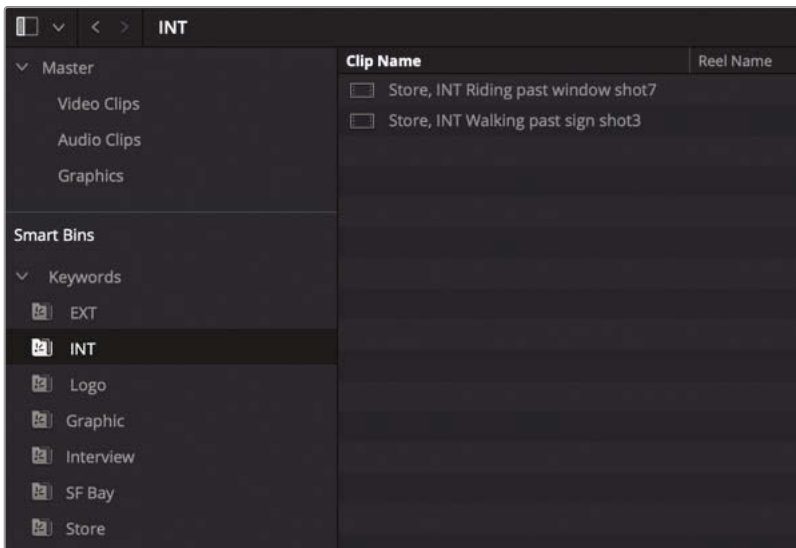 INT
Master
Video Clips
Audio Clips
Graphics
Smart Bins
Keywords
EXT
INT
Logo
Graphic
Interview
SF Bay
Store
Clip Name Reel Name
Store, INT Riding past window shot7
Store, INT Walking past sign shot3